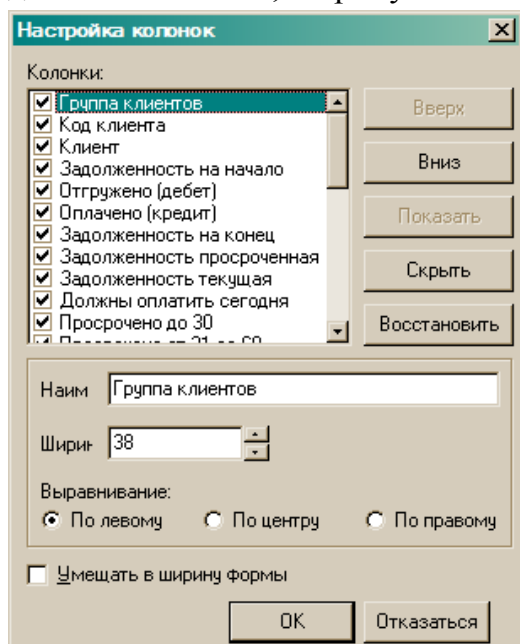 Настройка колонок
Колонки:
Группа клиентов
Код клиента
Клиент
Задолженность на начало
Отгружено (дебет)
Оплачено (кредит)
Задолженность на конец
Задолженность просроченная
Задолженность текущая
Должны оплатить сегодня
Просрочено до 30
Вверх
Вниз
Показать
Скрыть
Восстановить
Наим Группа клиентов
Ширин 38
Выравнивание:
По левому По центру По правому
Умещать в ширину формы
OK Отказаться